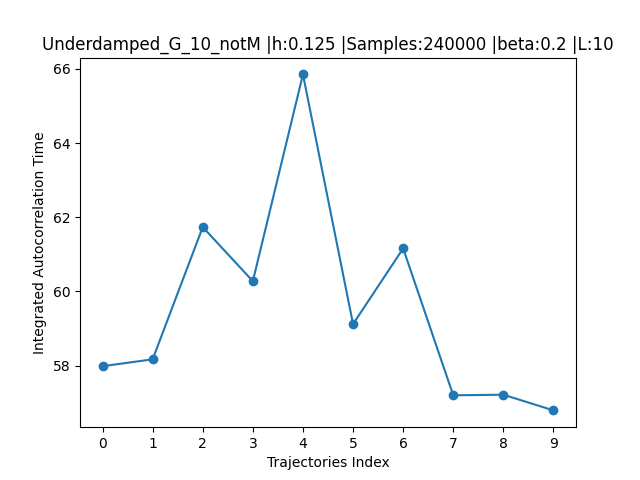 Underdamped_G_10_notM |h:0.125 |Samples:240000 |beta:0.2 |L:10
66
64
62
60
58
Integrated Autocorrelation Time
0 1 2 3 4 5 6 7 8 9
Trajectories Index